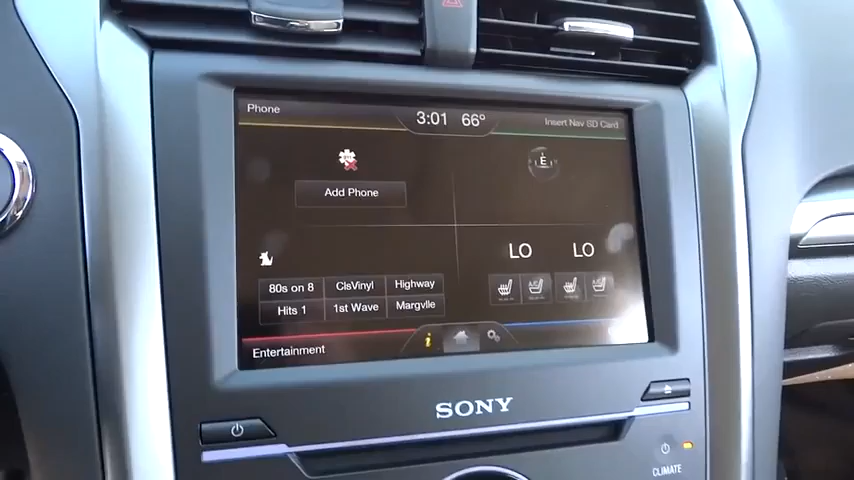 Phone
3:01 66°
Insert Nav SD Card
E
Add Phone
LO LO
80s on 8 ClsVinyl Highway
Hits 1 1st Wave Margvlle
i
Entertainment
SONY
CLIMATE